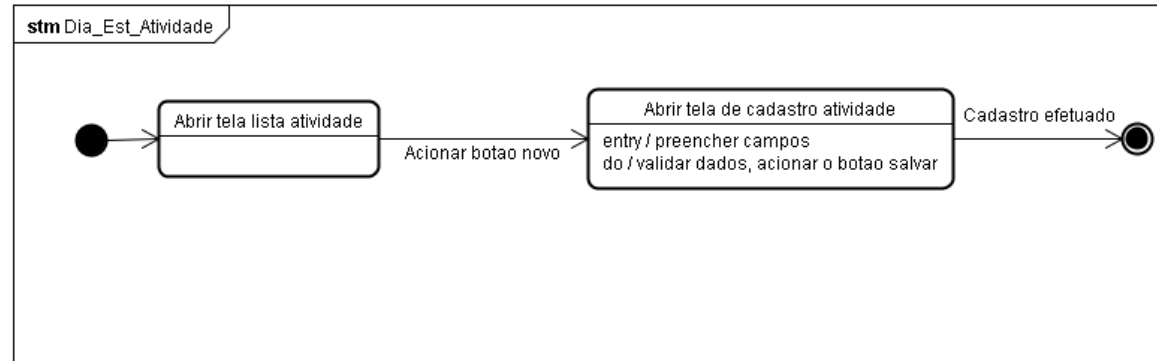 stm Dia_Est_Atividade
Abrir tela lista atividade
Acionar botao novo
Abrir tela de cadastro atividade
entry / preencher campos
do / validar dados, acionar o botao salvar
Cadastro efetuado